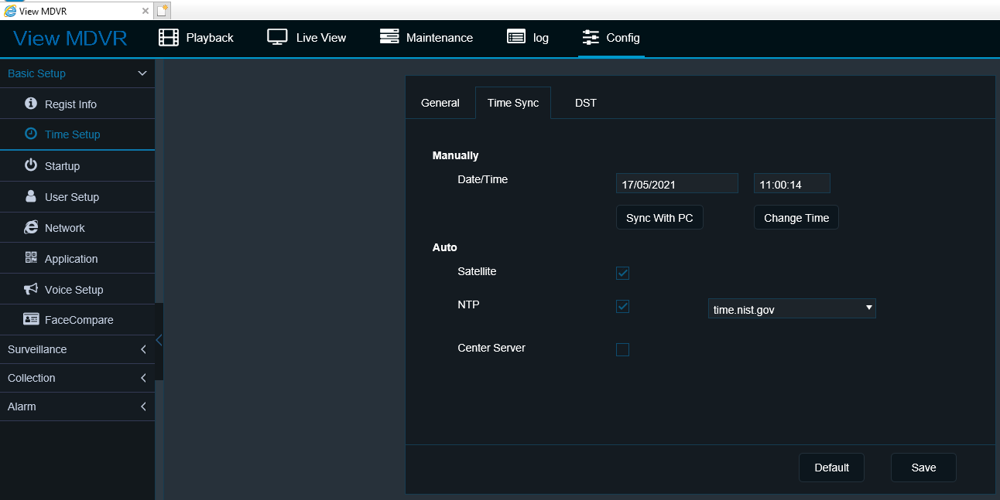 View MDVR
View MDVR
Playback
Live View
Maintenance
log
Config
Basic Setup
Regist Info
Time Setup
Startup
User Setup
Network
Application
Voice Setup
FaceCompare
Surveillance
Collection
Alarm
General
Time Sync
DST
Manually
Date/Time
17/05/2021
11:00:14
Sync With PC
Change Time
Auto
Satellite
NTP
time.nist.gov
Center Server
Default
Save